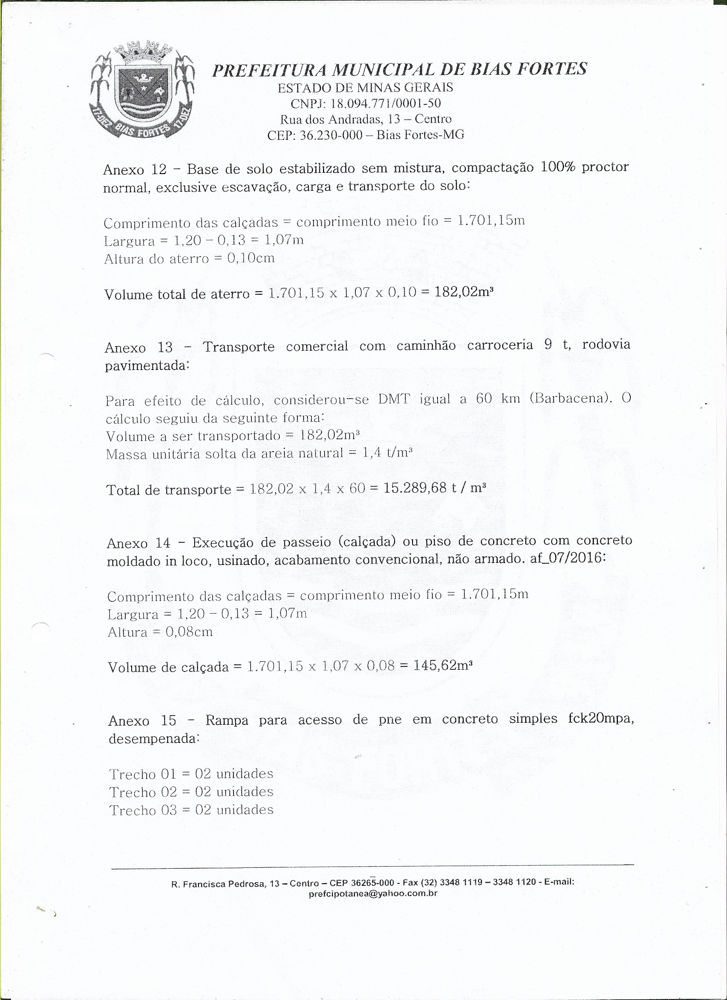 17-DEZ BIAS FORTES 17-DEZ
PREFEITURA MUNICIPAL DE BIAS FORTES
ESTADO DE MINAS GERAIS
CNPJ: 18.094.771/0001-50
Rua dos Andradas, 13 – Centro
CEP: 36.230-000 – Bias Fortes-MG
Anexo 12 - Base de solo estabilizado sem mistura, compactação 100% proctor
normal, exclusive escavação, carga e transporte do solo:
Comprimento das calçadas = comprimento meio fio = 1.701,15m
Largura = 1,20 - 0,13 = 1,07m
Altura do aterro = 0,10cm
Volume total de aterro = 1.701,15 x 1,07 x 0,10 = 182,02m³
Anexo 13 - Transporte comercial com caminhão carroceria 9 t, rodovia
pavimentada:
Para efeito de cálculo, considerou-se DMT igual a 60 km (Barbacena). O
cálculo seguiu da seguinte forma:
Volume a ser transportado = 182,02m³
Massa unitária solta da areia natural = 1,4 t/m³
Total de transporte = 182,02 x 1,4 x 60 = 15.289,68 t / m³
Anexo 14 - Execução de passeio (calçada) ou piso de concreto com concreto
moldado in loco, usinado, acabamento convencional, não armado. af_07/2016:
Comprimento das calçadas = comprimento meio fio = 1.701,15m
Largura = 1,20 - 0,13 = 1,07m
Altura = 0,08cm
Volume de calçada = 1.701,15 x 1,07 x 0,08 = 145,62m³
Anexo 15 - Rampa para acesso de pne em concreto simples fck20mpa,
desempenada:
Trecho 01 = 02 unidades
Trecho 02 = 02 unidades
Trecho 03 = 02 unidades
R. Francisca Pedrosa, 13 – Centro – CEP 36265-000 - Fax (32) 3348 1119 – 3348 1120 - E-mail:
prefcipotanea@yahoo.com.br